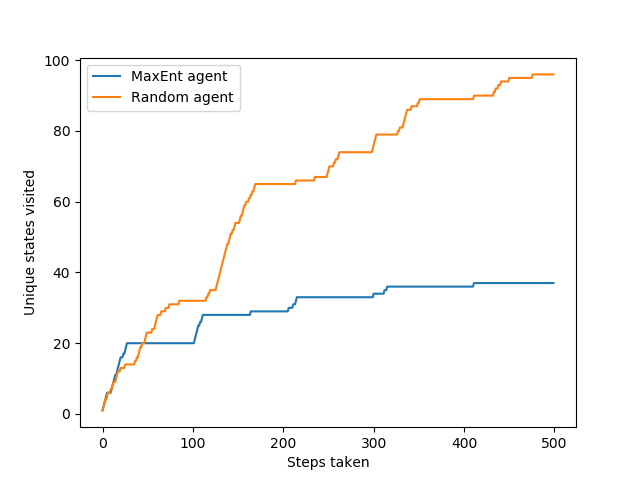 MaxEnt agent
Random agent
Unique states visited
100
80
60
40
20
0
0 100 200 300 400 500
Steps taken